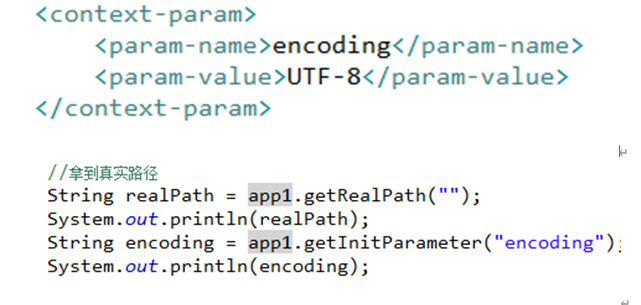 <context-param>
<param-name>encoding</param-name>
<param-value>UTF-8</param-value>
</context-param>
//拿到真实路径
String realPath = app1.getRealPath("");
System.out.println(realPath);
String encoding = app1.getInitParameter("encoding");
System.out.println(encoding);